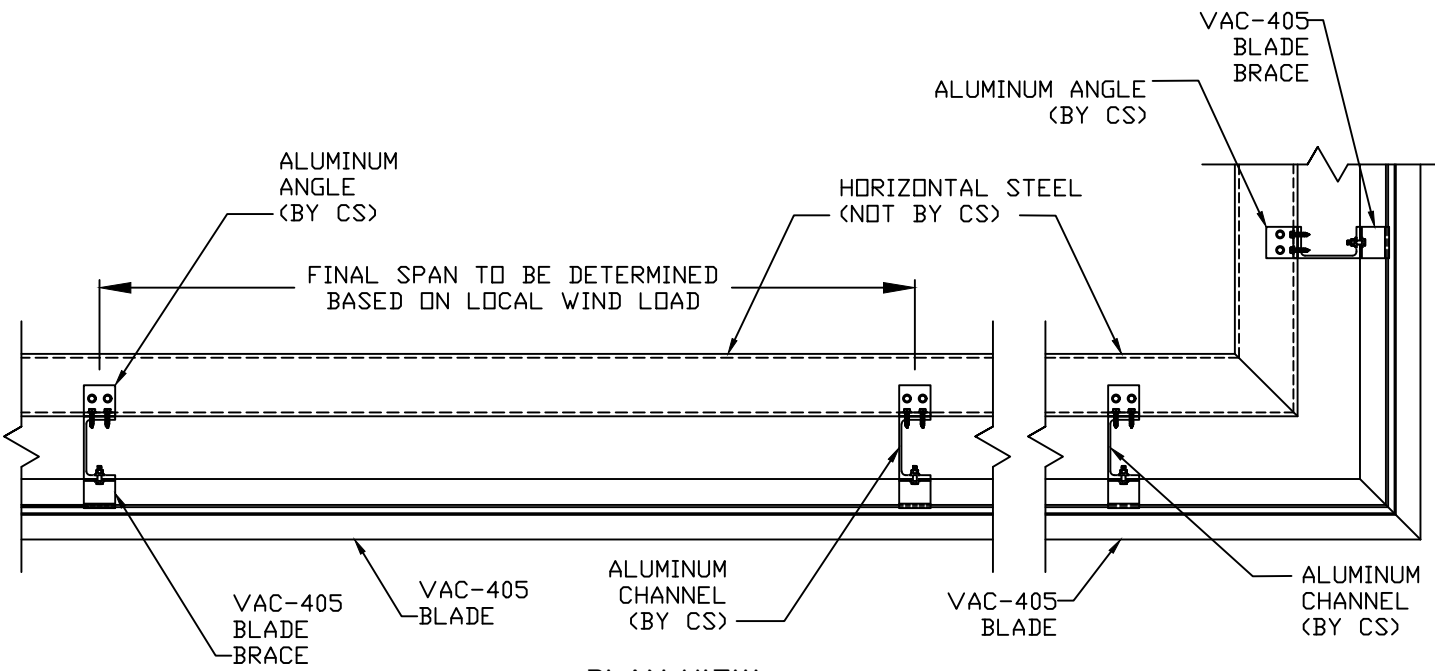 VAC-405
BLADE
BRACE
ALUMINUM ANGLE
(BY CS)
ALUMINUM
ANGLE
(BY CS)
HORIZONTAL STEEL
(NOT BY CS)
FINAL SPAN TO BE DETERMINED
BASED ON LOCAL WIND LOAD
VAC-405
BLADE
BRACE
VAC-405
BLADE
ALUMINUM
CHANNEL
(BY CS)
VAC-405
BLADE
ALUMINUM
CHANNEL
(BY CS)